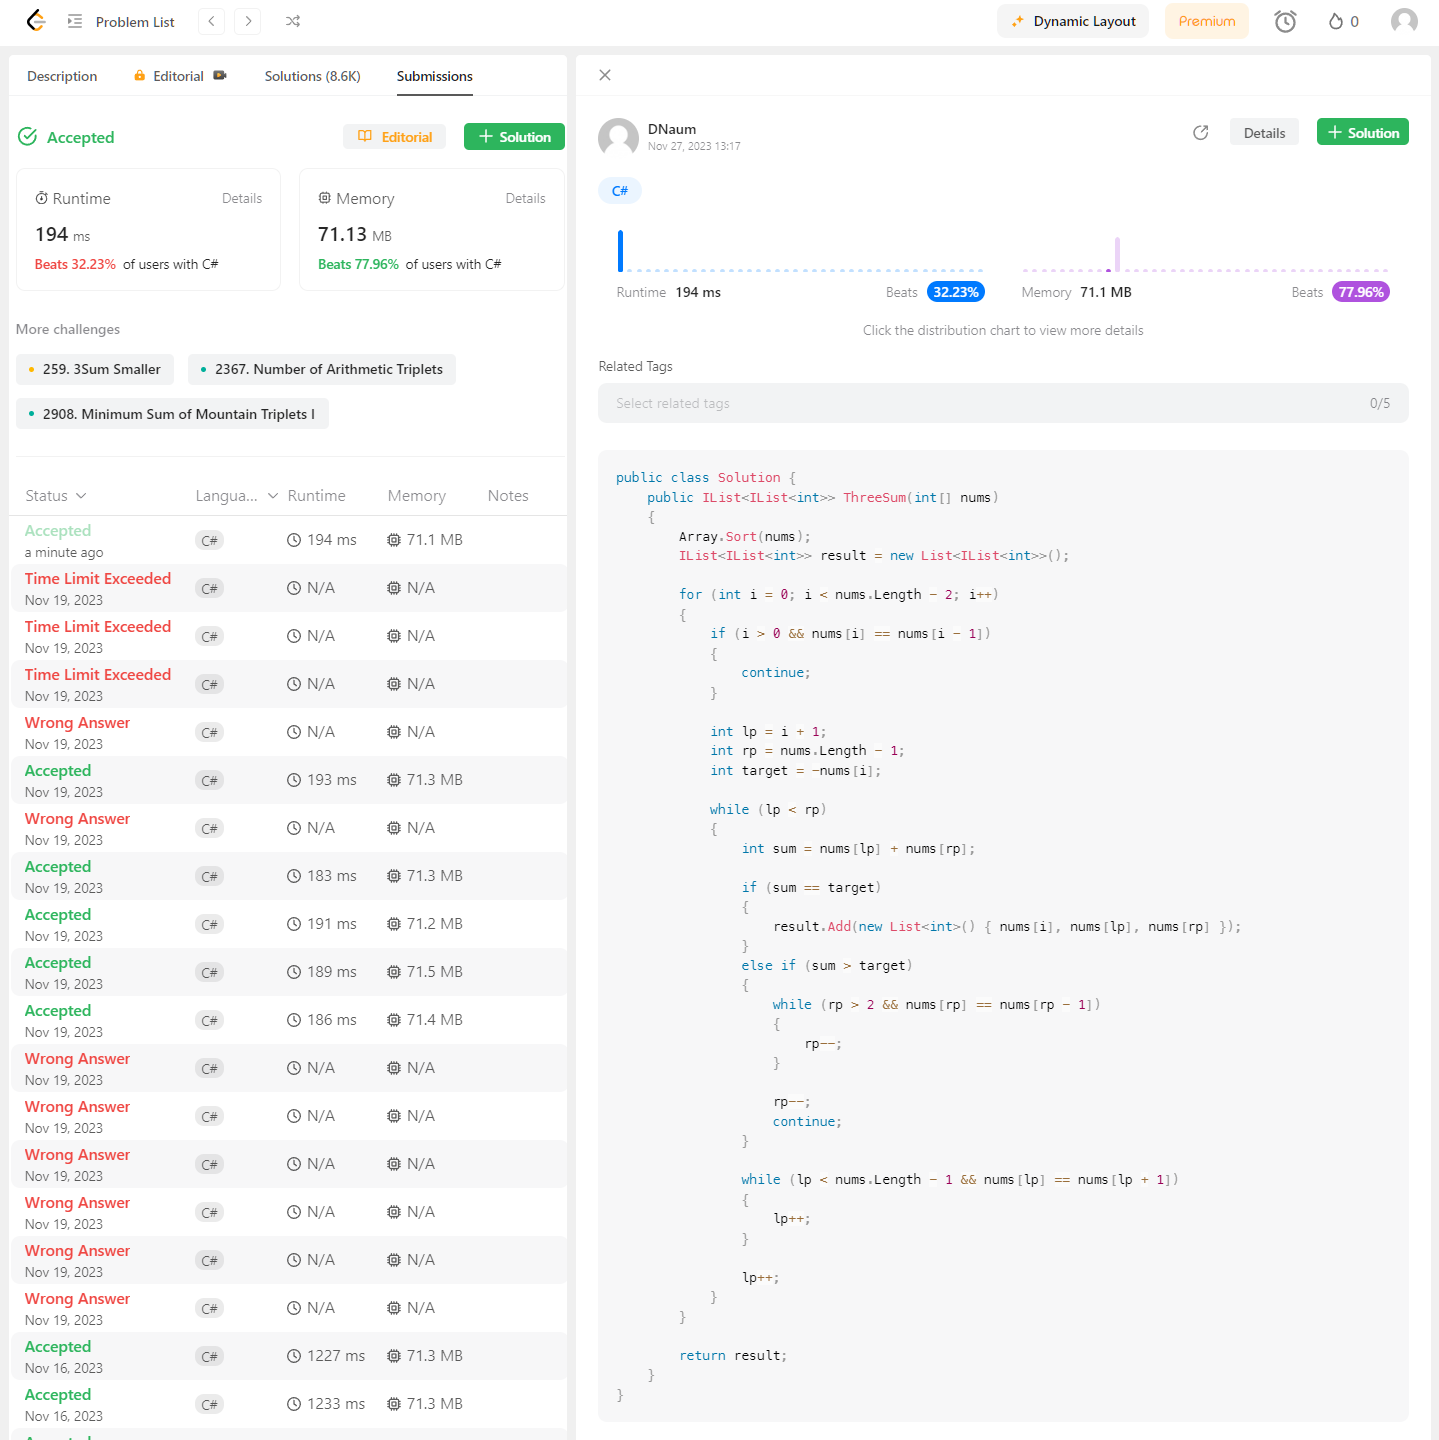 Problem List
Dynamic Layout
Premium
0
Description
Editorial
Solutions (8.6K)
Submissions
Accepted
Editorial
Solution
Runtime
Details
194 ms
Beats 32.23% of users with C#
Memory
Details
71.13 MB
Beats 77.96% of users with C#
More challenges
259. 3Sum Smaller
2367. Number of Arithmetic Triplets
2908. Minimum Sum of Mountain Triplets I
Status Langua... Runtime Memory Notes
Accepted
a minute ago
C# 194 ms 71.1 MB
Time Limit Exceeded
Nov 19, 2023
C# N/A N/A
Time Limit Exceeded
Nov 19, 2023
C# N/A N/A
Time Limit Exceeded
Nov 19, 2023
C# N/A N/A
Wrong Answer
Nov 19, 2023
C# N/A N/A
Accepted
Nov 19, 2023
C# 193 ms 71.3 MB
Wrong Answer
Nov 19, 2023
C# N/A N/A
Accepted
Nov 19, 2023
C# 183 ms 71.3 MB
Accepted
Nov 19, 2023
C# 191 ms 71.2 MB
Accepted
Nov 19, 2023
C# 189 ms 71.5 MB
Accepted
Nov 19, 2023
C# 186 ms 71.4 MB
Wrong Answer
Nov 19, 2023
C# N/A N/A
Wrong Answer
Nov 19, 2023
C# N/A N/A
Wrong Answer
Nov 19, 2023
C# N/A N/A
Wrong Answer
Nov 19, 2023
C# N/A N/A
Wrong Answer
Nov 19, 2023
C# N/A N/A
Wrong Answer
Nov 19, 2023
C# N/A N/A
Accepted
Nov 16, 2023
C# 1227 ms 71.3 MB
Accepted
Nov 16, 2023
C# 1233 ms 71.3 MB
DNaum
Nov 27, 2023 13:17
Details
Solution
C#
Runtime 194 ms Beats 32.23%
Memory 71.1 MB Beats 77.96%
Click the distribution chart to view more details
Related Tags
Select related tags 0/5
public class Solution {
    public IList<IList<int>> ThreeSum(int[] nums)
    {
        Array.Sort(nums);
        IList<IList<int>> result = new List<IList<int>>();

        for (int i = 0; i < nums.Length - 2; i++)
        {
            if (i > 0 && nums[i] == nums[i - 1])
            {
                continue;
            }

            int lp = i + 1;
            int rp = nums.Length - 1;
            int target = -nums[i];

            while (lp < rp)
            {
                int sum = nums[lp] + nums[rp];

                if (sum == target)
                {
                    result.Add(new List<int>() { nums[i], nums[lp], nums[rp] });
                }
                else if (sum > target)
                {
                    while (rp > 2 && nums[rp] == nums[rp - 1])
                    {
                        rp--;
                    }

                    rp--;
                    continue;
                }

                while (lp < nums.Length - 1 && nums[lp] == nums[lp + 1])
                {
                    lp++;
                }

                lp++;
            }
        }

        return result;
    }
}